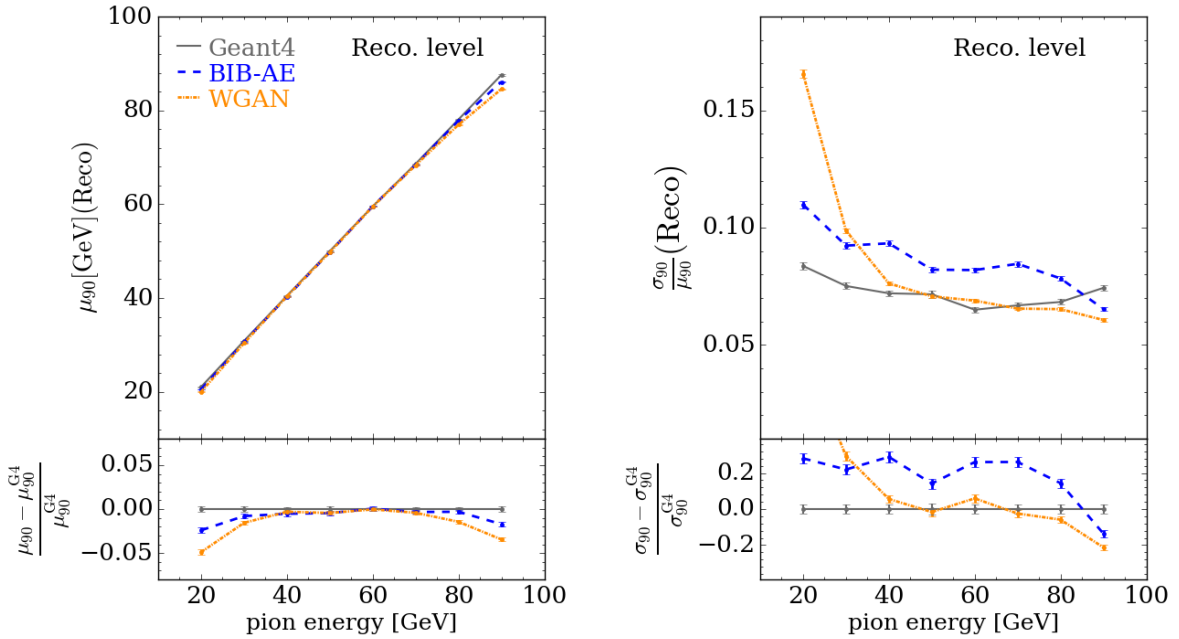 100
80
60
40
20
μ90[GeV](Reco)
Geant4
BIB-AE
WGAN
Reco. level
0.05
0.00
−0.05
μ90 − μ90^G4
μ90^G4
20 40 60 80 100
pion energy [GeV]
0.15
0.10
0.05
σ90
μ90
(Reco)
Reco. level
0.2
0.0
−0.2
σ90 − σ90^G4
σ90^G4
20 40 60 80 100
pion energy [GeV]